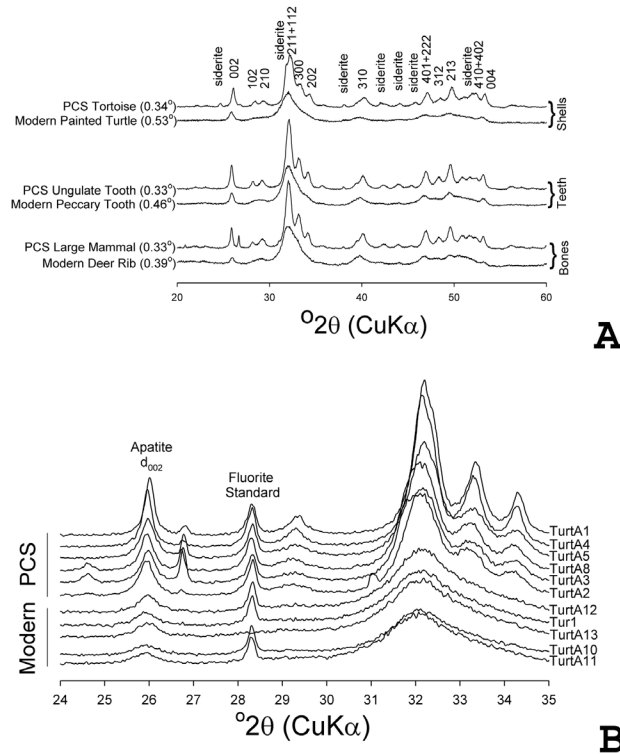 siderite
002
102
210
siderite
211+112
300
202
siderite
310
siderite
siderite
siderite
401+222
312
213
siderite
410+402
004
PCS Tortoise (0.34°)
Modern Painted Turtle (0.53°)
Shells
PCS Ungulate Tooth (0.33°)
Modern Peccary Tooth (0.46°)
Teeth
PCS Large Mammal (0.33°)
Modern Deer Rib (0.39°)
Bones
20 30 40 50 60
°2θ (CuKα)
A
Apatite
d002
Fluorite
Standard
PCS
Modern
TurtA1
TurtA4
TurtA5
TurtA8
TurtA3
TurtA2
TurtA12
Tur1
TurtA13
TurtA10
TurtA11
24 25 26 27 28 29 30 31 32 33 34 35
°2θ (CuKα)
B